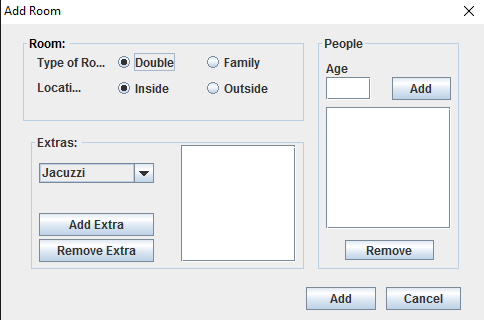 Add Room
Room:
Type of Ro... Double Family
Locati... Inside Outside
Extras:
Jacuzzi
Add Extra
Remove Extra
People
Age
Add
Remove
Add Cancel